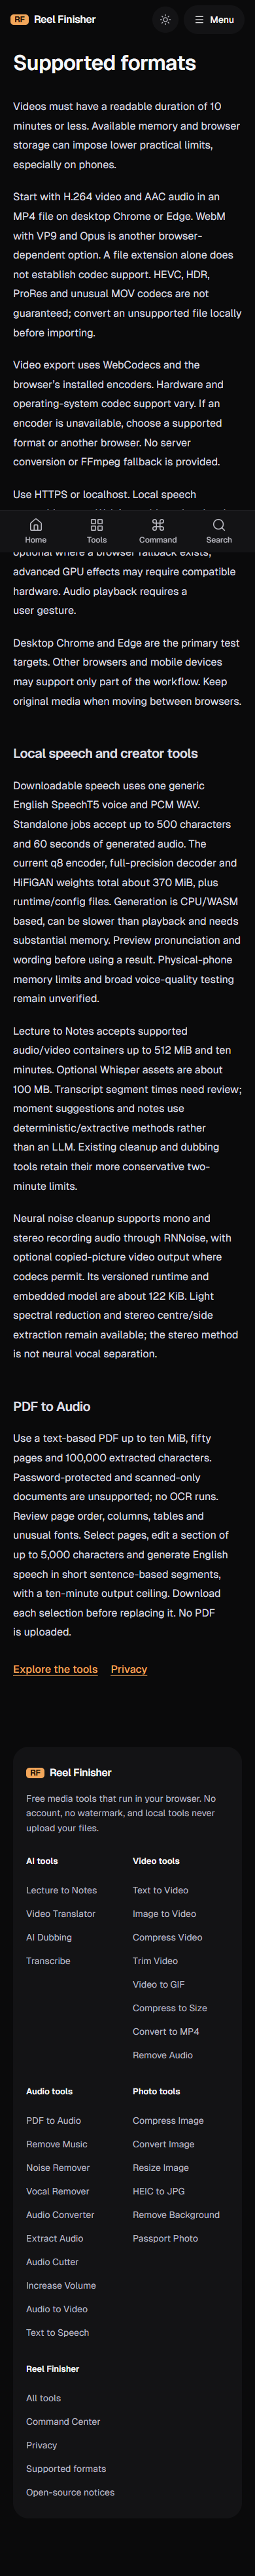 RF Reel Finisher
Menu
Supported formats
Videos must have a readable duration of 10
minutes or less. Available memory and browser
storage can impose lower practical limits,
especially on phones.
Start with H.264 video and AAC audio in an
MP4 file on desktop Chrome or Edge. WebM
with VP9 and Opus is another browser-
dependent option. A file extension alone does
not establish codec support. HEVC, HDR,
ProRes and unusual MOV codecs are not
guaranteed; convert an unsupported file locally
before importing.
Video export uses WebCodecs and the
browser's installed encoders. Hardware and
operating-system codec support vary. If an
encoder is unavailable, choose a supported
format or another browser. No server
conversion or FFmpeg fallback is provided.
Use HTTPS or localhost. Local speech
Home
Tools
Command
Search
optional where a browser fallback exists;
advanced GPU effects may require compatible
hardware. Audio playback requires a
user gesture.
Desktop Chrome and Edge are the primary test
targets. Other browsers and mobile devices
may support only part of the workflow. Keep
original media when moving between browsers.
Local speech and creator tools
Downloadable speech uses one generic
English SpeechT5 voice and PCM WAV.
Standalone jobs accept up to 500 characters
and 60 seconds of generated audio. The
current q8 encoder, full-precision decoder and
HiFiGAN weights total about 370 MiB, plus
runtime/config files. Generation is CPU/WASM
based, can be slower than playback and needs
substantial memory. Preview pronunciation and
wording before using a result. Physical-phone
memory limits and broad voice-quality testing
remain unverified.
Lecture to Notes accepts supported
audio/video containers up to 512 MiB and ten
minutes. Optional Whisper assets are about
100 MB. Transcript segment times need review;
moment suggestions and notes use
deterministic/extractive methods rather
than an LLM. Existing cleanup and dubbing
tools retain their more conservative two-
minute limits.
Neural noise cleanup supports mono and
stereo recording audio through RNNoise, with
optional copied-picture video output where
codecs permit. Its versioned runtime and
embedded model are about 122 KiB. Light
spectral reduction and stereo centre/side
extraction remain available; the stereo method
is not neural vocal separation.
PDF to Audio
Use a text-based PDF up to ten MiB, fifty
pages and 100,000 extracted characters.
Password-protected and scanned-only
documents are unsupported; no OCR runs.
Review page order, columns, tables and
unusual fonts. Select pages, edit a section of
up to 5,000 characters and generate English
speech in short sentence-based segments,
with a ten-minute output ceiling. Download
each selection before replacing it. No PDF
is uploaded.
Explore the tools Privacy
RF Reel Finisher
Free media tools that run in your browser. No
account, no watermark, and local tools never
upload your files.
AI tools
Lecture to Notes
Video Translator
AI Dubbing
Transcribe
Video tools
Text to Video
Image to Video
Compress Video
Trim Video
Video to GIF
Compress to Size
Convert to MP4
Remove Audio
Audio tools
PDF to Audio
Remove Music
Noise Remover
Vocal Remover
Audio Converter
Extract Audio
Audio Cutter
Increase Volume
Audio to Video
Text to Speech
Photo tools
Compress Image
Convert Image
Resize Image
HEIC to JPG
Remove Background
Passport Photo
Reel Finisher
All tools
Command Center
Privacy
Supported formats
Open-source notices